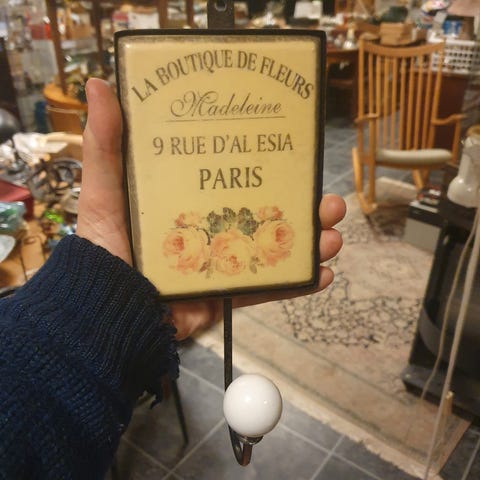 LA BOUTIQUE DE FLEURS
Madeleine
9 RUE D'AL ESIA
PARIS